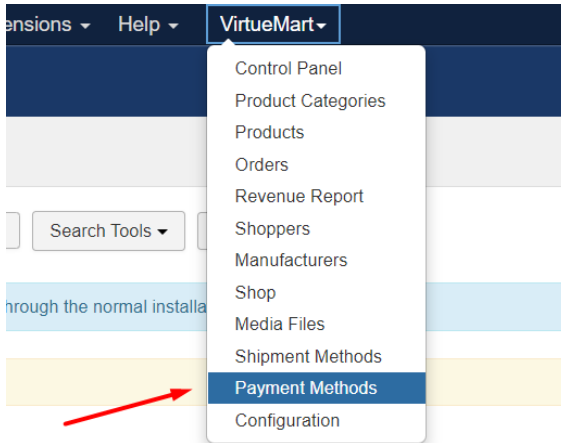 ensions Help VirtueMart
Control Panel
Product Categories
Products
Orders
Revenue Report
Search Tools
Shoppers
Manufacturers
Shop
hrough the normal installa
Media Files
Shipment Methods
Payment Methods
Configuration